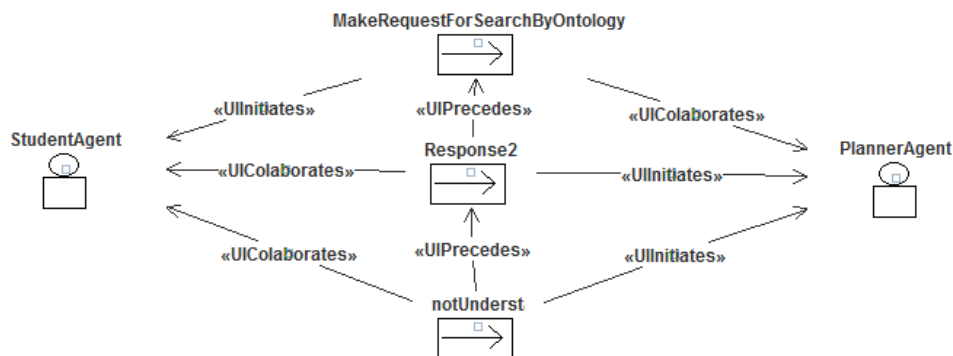 MakeRequestForSearchByOntology
«UIInitiates»
«UIPrecedes»
«UIColaborates»
StudentAgent
Response2
PlannerAgent
«UIColaborates»
«UIInitiates»
«UIColaborates»
«UIPrecedes»
«UIInitiates»
notUnderst